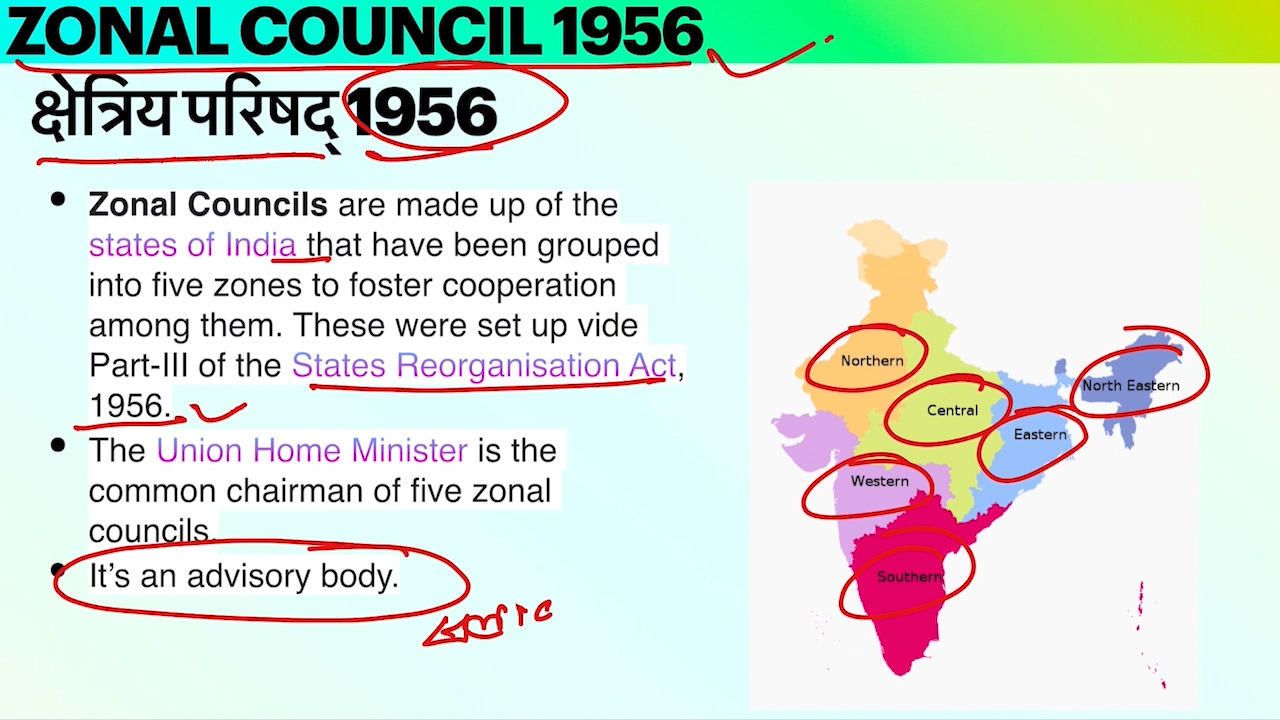 ZONAL COUNCIL 1956
क्षेत्रिय परिषद् 1956
• Zonal Councils are made up of the
states of India that have been grouped
into five zones to foster cooperation
among them. These were set up vide
Part-III of the States Reorganisation Act,
1956.
• The Union Home Minister is the
common chairman of five zonal
councils.
• It’s an advisory body.
Northern
North Eastern
Central
Eastern
Western
Southern